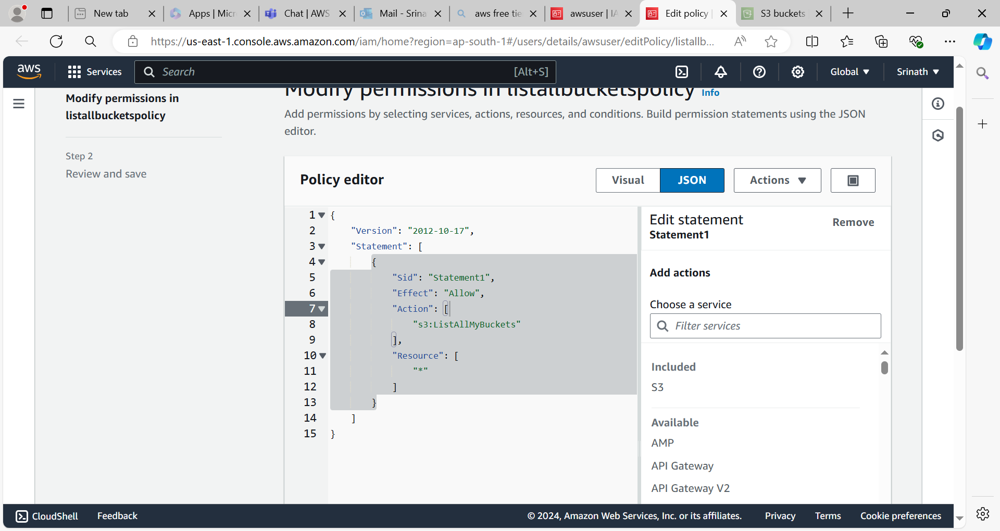 New tab
Apps | Micr
Chat | AWS
Mail - Srina
aws free tie
awsuser | IA
Edit policy |
S3 buckets
https://us-east-1.console.aws.amazon.com/iam/home?region=ap-south-1#/users/details/awsuser/editPolicy/listallb...
aws
Services
Search
[Alt+S]
Global
Srinath
Modify permissions in
listallbucketspolicy
Step 2
Review and save
Modify permissions in listallbucketspolicy Info
Add permissions by selecting services, actions, resources, and conditions. Build permission statements using the JSON
editor.
Policy editor
Visual
JSON
Actions
1 {
2 "Version": "2012-10-17",
3 "Statement": [
4 {
5 "Sid": "Statement1",
6 "Effect": "Allow",
7 "Action": [
8 "s3:ListAllMyBuckets"
9 ],
10 "Resource": [
11 "*"
12 ]
13 }
14 ]
15 }
Edit statement
Remove
Statement1
Add actions
Choose a service
Filter services
Included
S3
Available
AMP
API Gateway
API Gateway V2
CloudShell
Feedback
© 2024, Amazon Web Services, Inc. or its affiliates.
Privacy
Terms
Cookie preferences